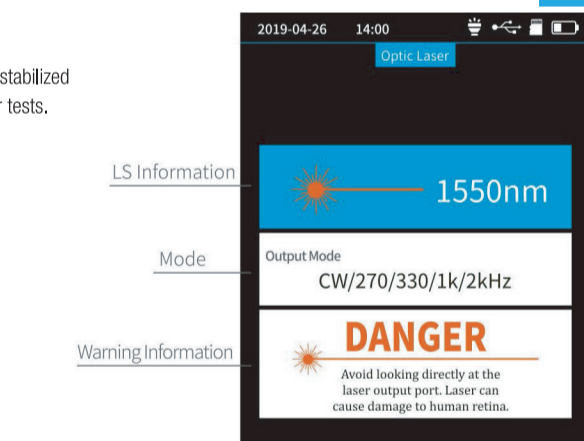 2019-04-26 14:00
Optic Laser
stabilized
r tests.
LS Information
1550nm
Mode
Output Mode
CW/270/330/1k/2kHz
Warning Information
DANGER
Avoid looking directly at the
laser output port. Laser can
cause damage to human retina.